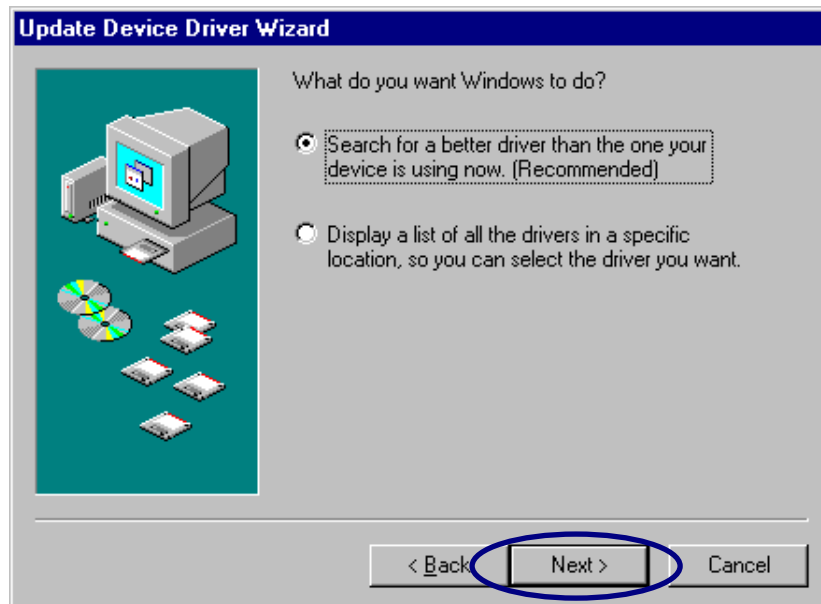 Update Device Driver Wizard
What do you want Windows to do?
Search for a better driver than the one your
device is using now. (Recommended)
Display a list of all the drivers in a specific
location, so you can select the driver you want.
< Back Next > Cancel